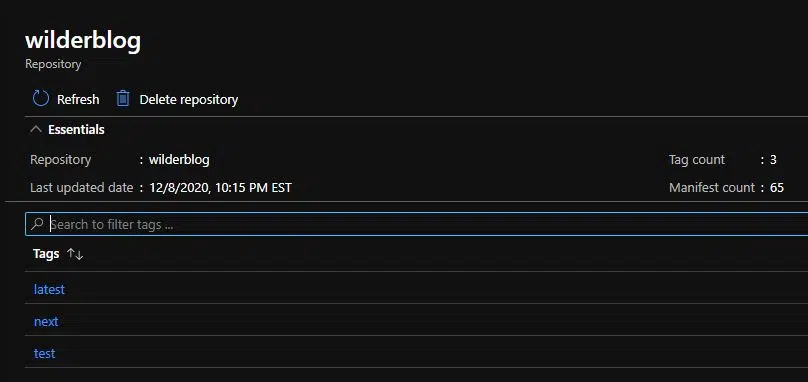 wilderblog
Repository
Refresh Delete repository
Essentials
Repository : wilderblog Tag count : 3
Last updated date : 12/8/2020, 10:15 PM EST Manifest count : 65
Search to filter tags ...
Tags
latest
next
test